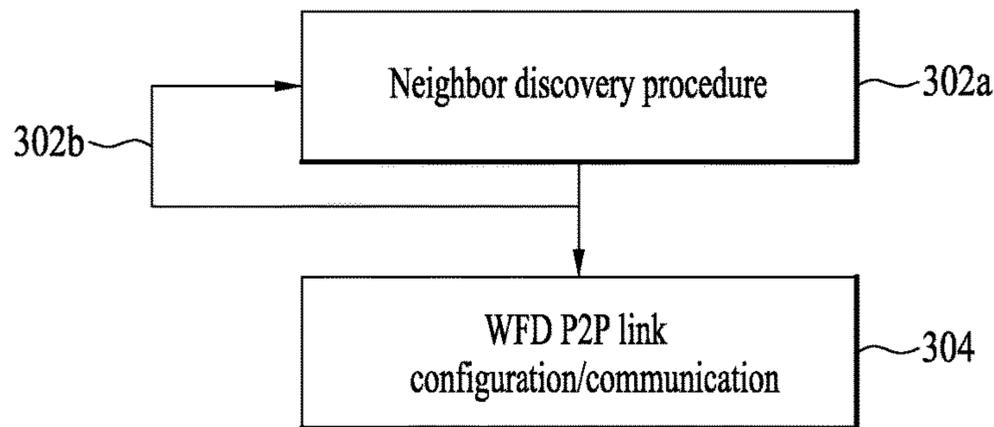 Neighbor discovery procedure
302a
302b
WFD P2P link
configuration/communication
304